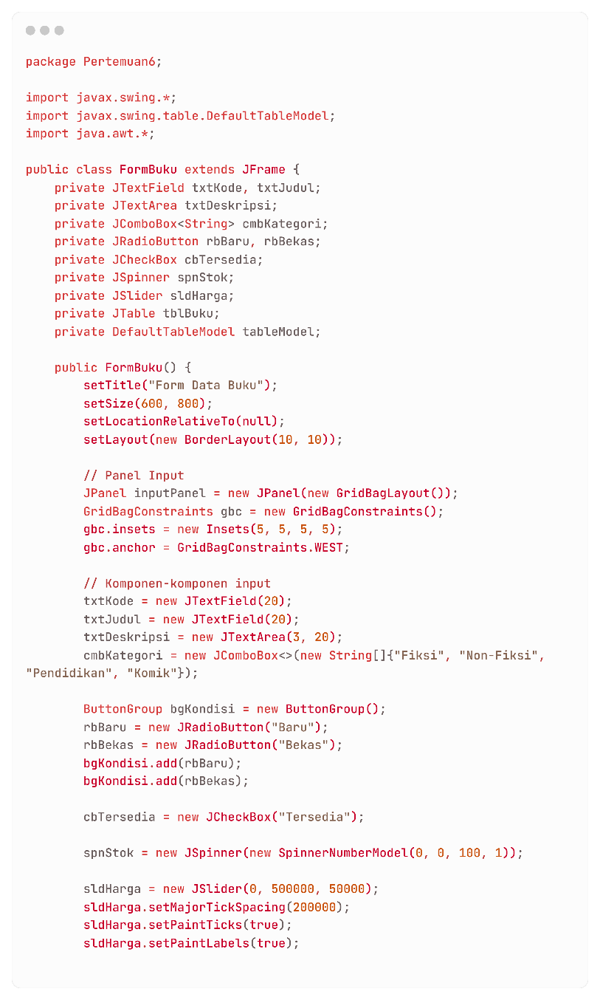 package Pertemuan6;

import javax.swing.*;
import javax.swing.table.DefaultTableModel;
import java.awt.*;

public class FormBuku extends JFrame {
    private JTextField txtKode, txtJudul;
    private JTextArea txtDeskripsi;
    private JComboBox<String> cmbKategori;
    private JRadioButton rbBaru, rbBekas;
    private JCheckBox cbTersedia;
    private JSpinner spnStok;
    private JSlider sldHarga;
    private JTable tblBuku;
    private DefaultTableModel tableModel;

    public FormBuku() {
        setTitle("Form Data Buku");
        setSize(600, 800);
        setLocationRelativeTo(null);
        setLayout(new BorderLayout(10, 10));

        // Panel Input
        JPanel inputPanel = new JPanel(new GridBagLayout());
        GridBagConstraints gbc = new GridBagConstraints();
        gbc.insets = new Insets(5, 5, 5, 5);
        gbc.anchor = GridBagConstraints.WEST;

        // Komponen-komponen input
        txtKode = new JTextField(20);
        txtJudul = new JTextField(20);
        txtDeskripsi = new JTextArea(3, 20);
        cmbKategori = new JComboBox<>(new String[]{"Fiksi", "Non-Fiksi",
"Pendidikan", "Komik"});

        ButtonGroup bgKondisi = new ButtonGroup();
        rbBaru = new JRadioButton("Baru");
        rbBekas = new JRadioButton("Bekas");
        bgKondisi.add(rbBaru);
        bgKondisi.add(rbBekas);

        cbTersedia = new JCheckBox("Tersedia");

        spnStok = new JSpinner(new SpinnerNumberModel(0, 0, 100, 1));

        sldHarga = new JSlider(0, 500000, 50000);
        sldHarga.setMajorTickSpacing(200000);
        sldHarga.setPaintTicks(true);
        sldHarga.setPaintLabels(true);